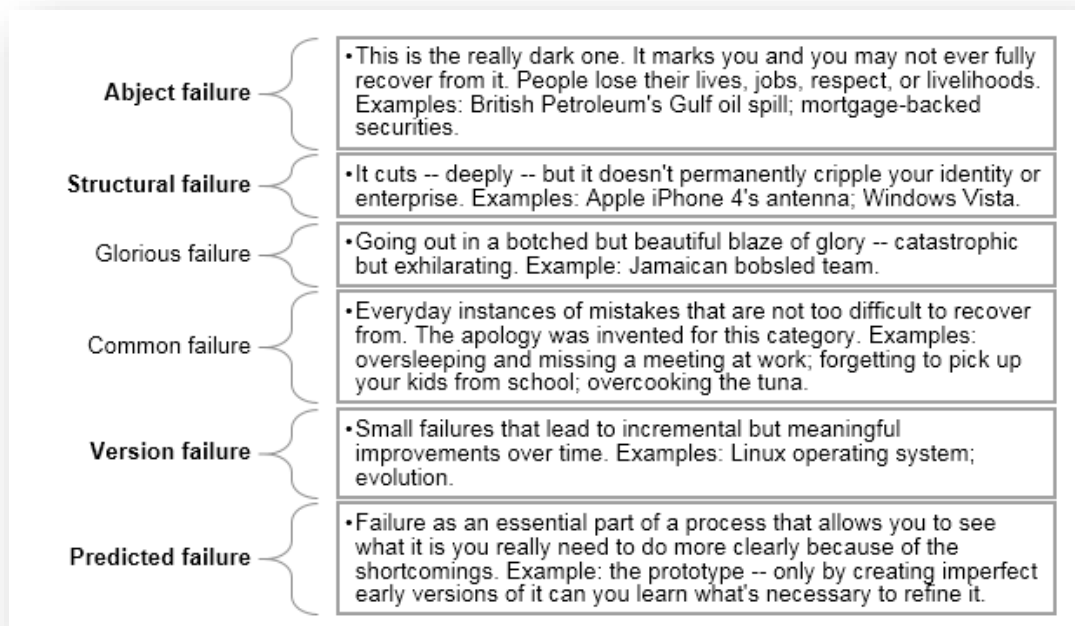 Abject failure
•This is the really dark one. It marks you and you may not ever fully
recover from it. People lose their lives, jobs, respect, or livelihoods.
Examples: British Petroleum's Gulf oil spill; mortgage-backed
securities.
Structural failure
•It cuts -- deeply -- but it doesn't permanently cripple your identity or
enterprise. Examples: Apple iPhone 4's antenna; Windows Vista.
Glorious failure
•Going out in a botched but beautiful blaze of glory -- catastrophic
but exhilarating. Example: Jamaican bobsled team.
Common failure
•Everyday instances of mistakes that are not too difficult to recover
from. The apology was invented for this category. Examples:
oversleeping and missing a meeting at work; forgetting to pick up
your kids from school; overcooking the tuna.
Version failure
•Small failures that lead to incremental but meaningful
improvements over time. Examples: Linux operating system;
evolution.
Predicted failure
•Failure as an essential part of a process that allows you to see
what it is you really need to do more clearly because of the
shortcomings. Example: the prototype -- only by creating imperfect
early versions of it can you learn what's necessary to refine it.